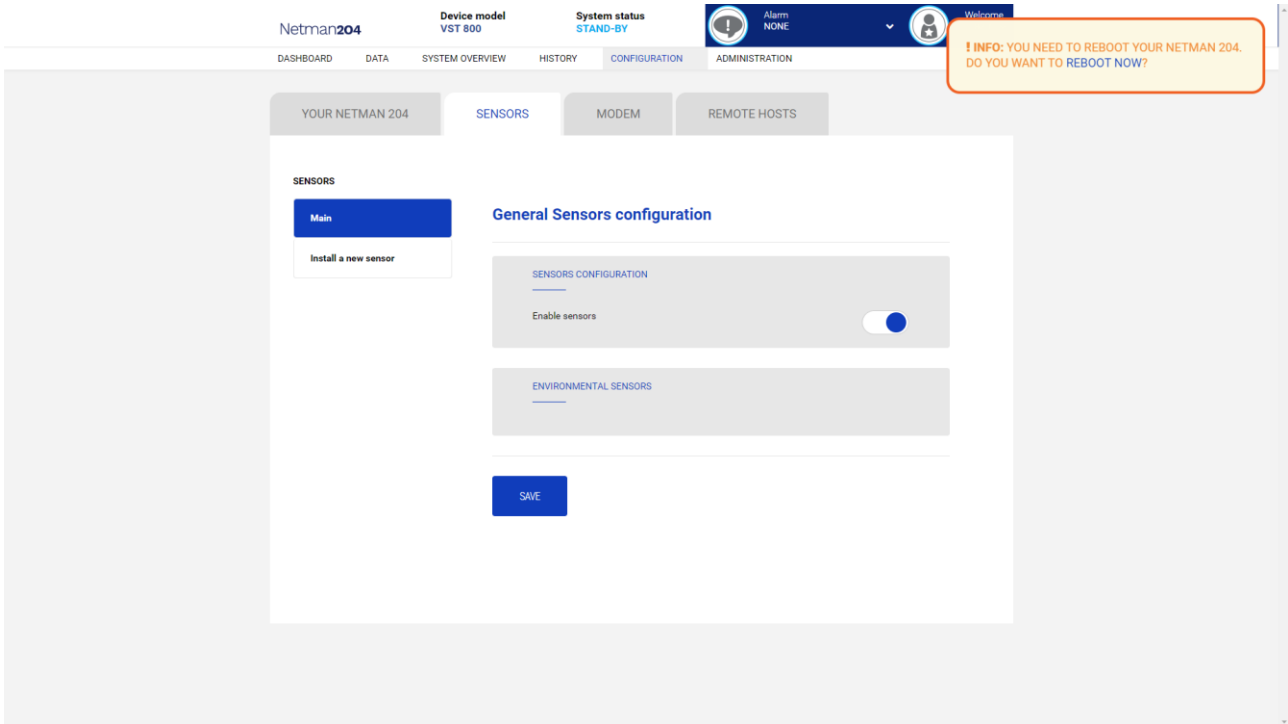 Netman204
Device model
VST 800
System status
STAND-BY
Alarm
NONE
Welcome
! INFO: YOU NEED TO REBOOT YOUR NETMAN 204.
DO YOU WANT TO REBOOT NOW?
DASHBOARD DATA SYSTEM OVERVIEW HISTORY CONFIGURATION ADMINISTRATION
YOUR NETMAN 204 SENSORS MODEM REMOTE HOSTS
SENSORS
Main
Install a new sensor
General Sensors configuration
SENSORS CONFIGURATION
Enable sensors
ENVIRONMENTAL SENSORS
SAVE